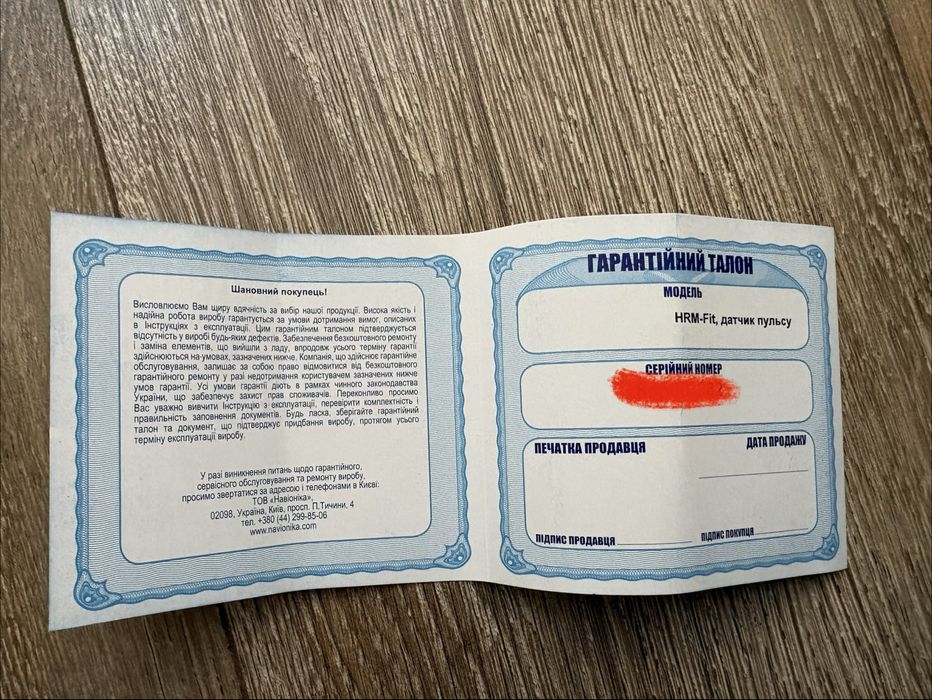 Шановний покупець!
Висловлюємо Вам щиру вдячність за вибір нашої продукції. Висока якість і
надійна робота виробу гарантується за умови дотримання вимог, описаних
в Інструкціях з експлуатації. Цим гарантійним талоном підтверджується
відсутність у виробі будь-яких дефектів. Забезпечення безкоштовного ремонту
і заміна елементів, що вийшли з ладу, впродовж усього терміну гарантії
здійснюються на умовах, зазначених нижче. Компанія, що здійснює гарантійне
обслуговування, залишає за собою право відмовитися від безкоштовного
гарантійного ремонту у разі недотримання користувачем зазначених нижче
умов гарантії. Усі умови гарантії діють в рамках чинного законодавства
України, що забезпечує захист прав споживачів. Переконливо просимо
Вас уважно вивчити Інструкцію з експлуатації, перевірити комплектність і
правильність заповнення документів. Будь ласка, зберігайте гарантійний
талон та документ, що підтверджує придбання виробу, протягом усього
терміну експлуатації виробу.
У разі виникнення питань щодо гарантійного,
сервісного обслуговування та ремонту виробу,
просимо звертатися за адресою і телефонами в Києві:
ТОВ «Навіоніка»,
02098, Україна, Київ, просп. П.Тичини, 4
тел. +380 (44) 299-85-06
www.navionika.com
ГАРАНТІЙНИЙ ТАЛОН
МОДЕЛЬ
HRM-Fit, датчик пульсу
СЕРІЙНИЙ НОМЕР
ПЕЧАТКА ПРОДАВЦЯ
ДАТА ПРОДАЖУ
ПІДПИС ПРОДАВЦЯ
ПІДПИС ПОКУПЦЯ